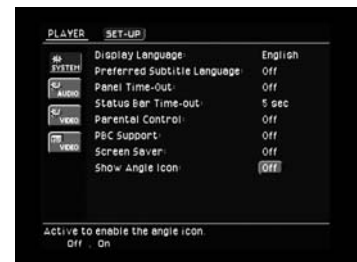 PLAYER SET-UP
SYSTEM
AUDIO
VIDEO
VIDEO
Display Language: English
Preferred Subtitle Language: Off
Panel Time-Out: Off
Status Bar Time-out: 5 sec
Parental Control: Off
PBC Support: Off
Screen Saver: Off
Show Angle Icon: Off
Active to enable the angle icon.
Off , On